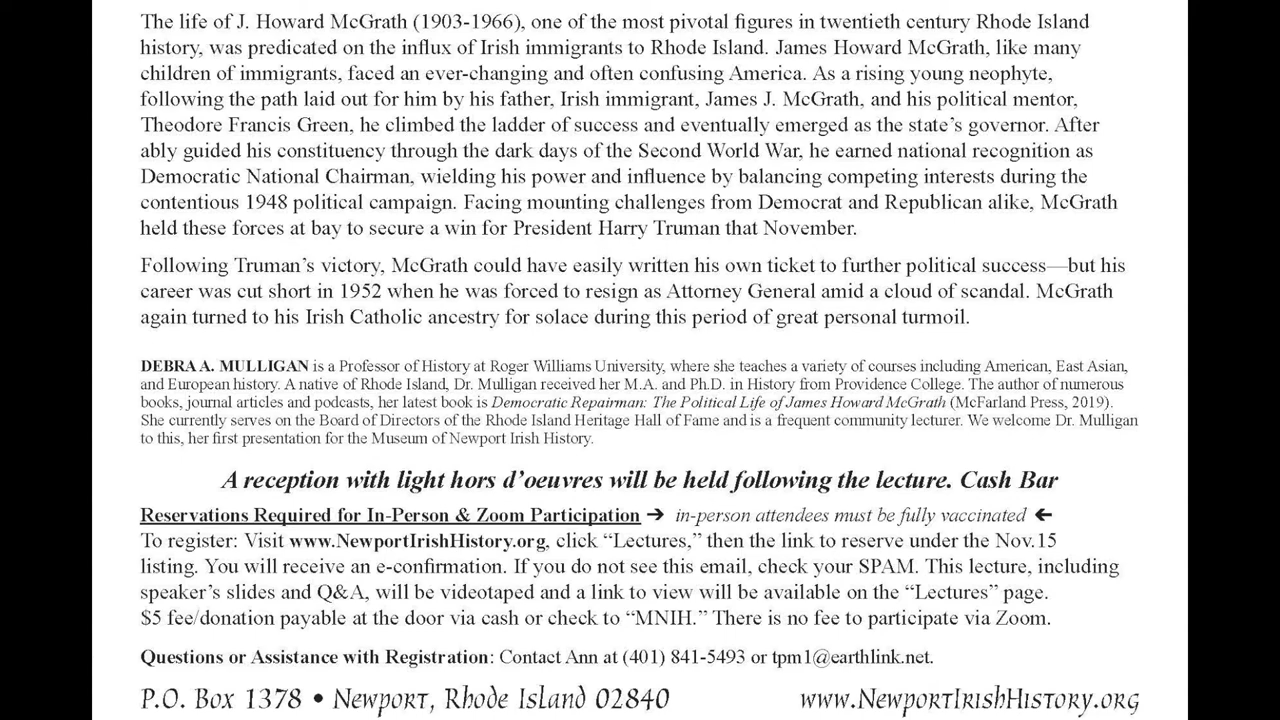 The life of J. Howard McGrath (1903-1966), one of the most pivotal figures in twentieth century Rhode Island
history, was predicated on the influx of Irish immigrants to Rhode Island. James Howard McGrath, like many
children of immigrants, faced an ever-changing and often confusing America. As a rising young neophyte,
following the path laid out for him by his father, Irish immigrant, James J. McGrath, and his political mentor,
Theodore Francis Green, he climbed the ladder of success and eventually emerged as the state’s governor. After
ably guided his constituency through the dark days of the Second World War, he earned national recognition as
Democratic National Chairman, wielding his power and influence by balancing competing interests during the
contentious 1948 political campaign. Facing mounting challenges from Democrat and Republican alike, McGrath
held these forces at bay to secure a win for President Harry Truman that November.
Following Truman’s victory, McGrath could have easily written his own ticket to further political success—but his
career was cut short in 1952 when he was forced to resign as Attorney General amid a cloud of scandal. McGrath
again turned to his Irish Catholic ancestry for solace during this period of great personal turmoil.
DEBRA A. MULLIGAN is a Professor of History at Roger Williams University, where she teaches a variety of courses including American, East Asian,
and European history. A native of Rhode Island, Dr. Mulligan received her M.A. and Ph.D. in History from Providence College. The author of numerous
books, journal articles and podcasts, her latest book is Democratic Repairman: The Political Life of James Howard McGrath (McFarland Press, 2019).
She currently serves on the Board of Directors of the Rhode Island Heritage Hall of Fame and is a frequent community lecturer. We welcome Dr. Mulligan
to this, her first presentation for the Museum of Newport Irish History.
A reception with light hors d’oeuvres will be held following the lecture. Cash Bar
Reservations Required for In-Person & Zoom Participation ➔ in-person attendees must be fully vaccinated ←
To register: Visit www.NewportIrishHistory.org, click “Lectures,” then the link to reserve under the Nov.15
listing. You will receive an e-confirmation. If you do not see this email, check your SPAM. This lecture, including
speaker’s slides and Q&A, will be videotaped and a link to view will be available on the “Lectures” page.
$5 fee/donation payable at the door via cash or check to “MNIH.” There is no fee to participate via Zoom.
Questions or Assistance with Registration: Contact Ann at (401) 841-5493 or tpm1@earthlink.net.
P.O. Box 1378 • Newport, Rhode Island 02840 www.NewportIrishHistory.org